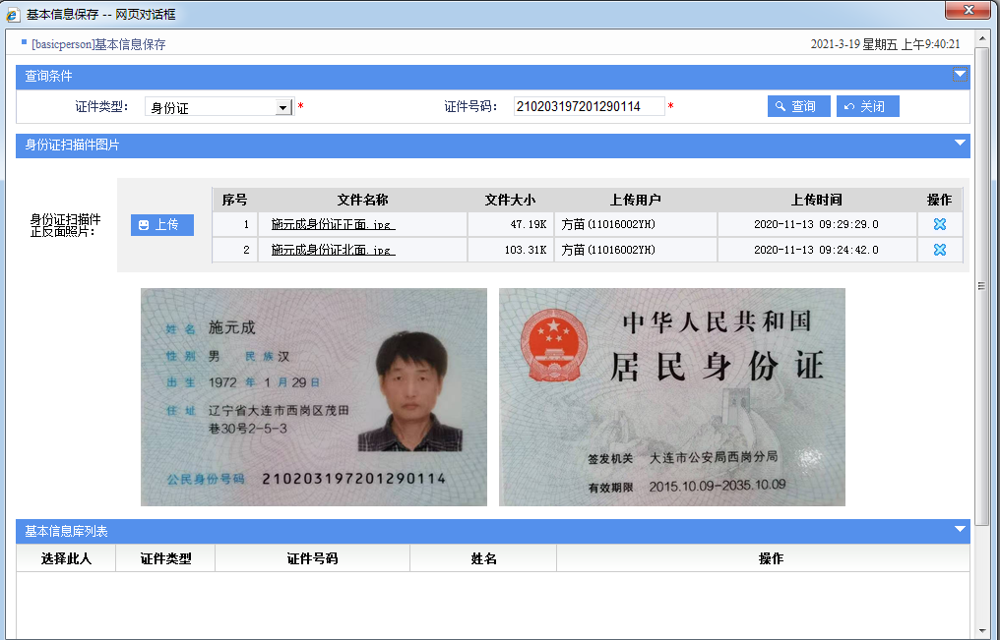 基本信息保存 -- 网页对话框
[basicperson]基本信息保存 2021-3-19 星期五 上午9:40:21
查询条件
证件类型： 身份证 * 证件号码： 210203197201290114 * 查询 关闭
身份证扫描件图片
身份证扫描件
正反面照片： 上传
序号 文件名称 文件大小 上传用户 上传时间 操作
1 施元成身份证正面.jpg 47.19K 方苗(11016002YH) 2020-11-13 09:29:29.0
2 施元成身份证北面.jpg 103.31K 方苗(11016002YH) 2020-11-13 09:24:42.0
姓名 施元成
性别 男 民族 汉
出生 1972 年 1 月 29 日
住址 辽宁省大连市西岗区茂田
巷30号2-5-3
公民身份号码 210203197201290114
中华人民共和国
居民身份证
签发机关 大连市公安局西岗分局
有效期限 2015.10.09-2035.10.09
基本信息库列表
选择此人 证件类型 证件号码 姓名 操作